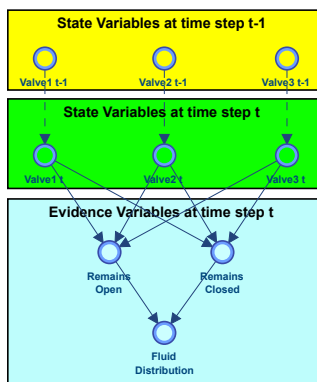 State Variables at time step t-1
Valve1 t-1 Valve2 t-1 Valve3 t-1
State Variables at time step t
Valve1 t Valve2 t Valve3 t
Evidence Variables at time step t
Remains Remains
Open Closed
Fluid
Distribution